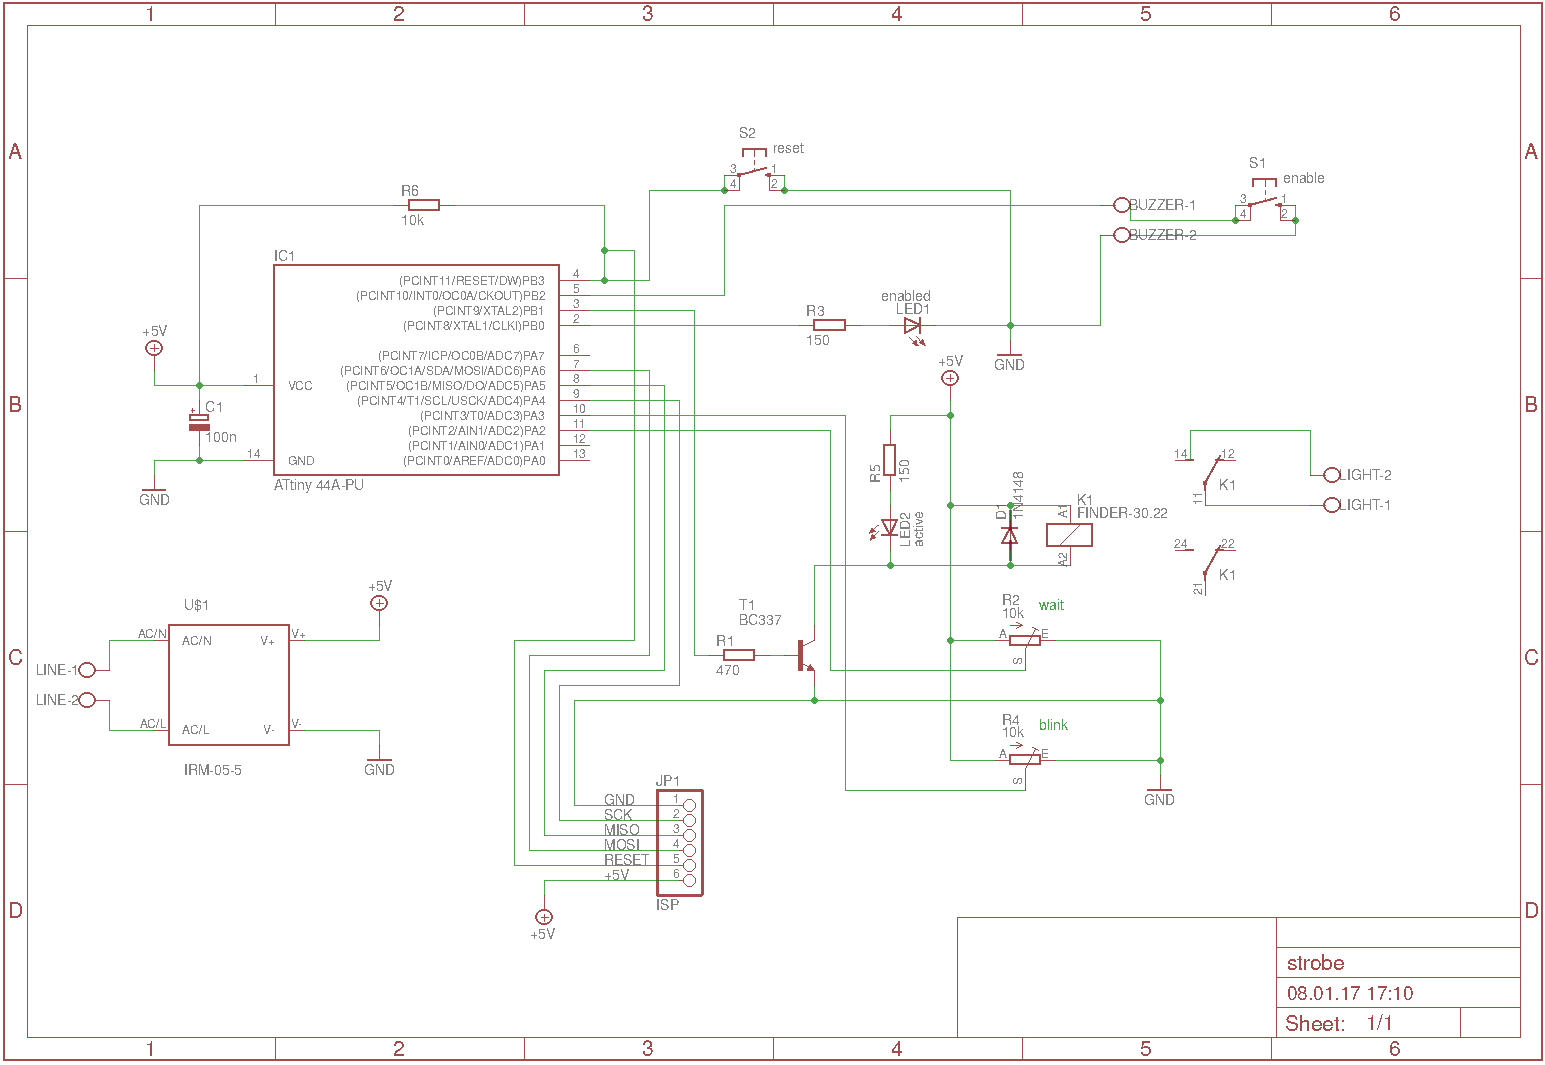 1 2 3 4 5 6
A A
B B
C C
D D
1 2 3 4 5 6
S2
reset
3 1
4 2
S1
enable
3 1
4 2
R6
10k
BUZZER-1
BUZZER-2
IC1
(PCINT11/RESET/DW)PB3 4
(PCINT10/INT0/OC0A/CKOUT)PB2 5
(PCINT9/XTAL2)PB1 3
(PCINT8/XTAL1/CLKI)PB0 2
(PCINT7/ICP/OC0B/ADC7)PA7 6
(PCINT6/OC1A/SDA/MOSI/ADC6)PA6 7
(PCINT5/OC1B/MISO/DO/ADC5)PA5 8
(PCINT4/T1/SCL/USCK/ADC4)PA4 9
(PCINT3/T0/ADC3)PA3 10
(PCINT2/AIN1/ADC2)PA2 11
(PCINT1/AIN0/ADC1)PA1 12
(PCINT0/AREF/ADC0)PA0 13
1 VCC
14 GND
ATtiny 44A-PU
+5V
+
C1
100n
GND
R3
150
enabled
LED1
GND
+5V
R5
150
LED2
active
D1
1N4148
K1
FINDER-30.22
A1
A2
14 12
11
K1
24 22
21
K1
LIGHT-2
LIGHT-1
T1
BC337
R1
470
R2
10k
wait
A E
S
R4
10k
blink
A E
S
GND
U$1
AC/N AC/N V+ V+
AC/L AC/L V- V-
IRM-05-5
LINE-1
LINE-2
+5V
GND
JP1
GND 1
SCK 2
MISO 3
MOSI 4
RESET 5
+5V 6
ISP
+5V
strobe
08.01.17 17:10
Sheet: 1/1